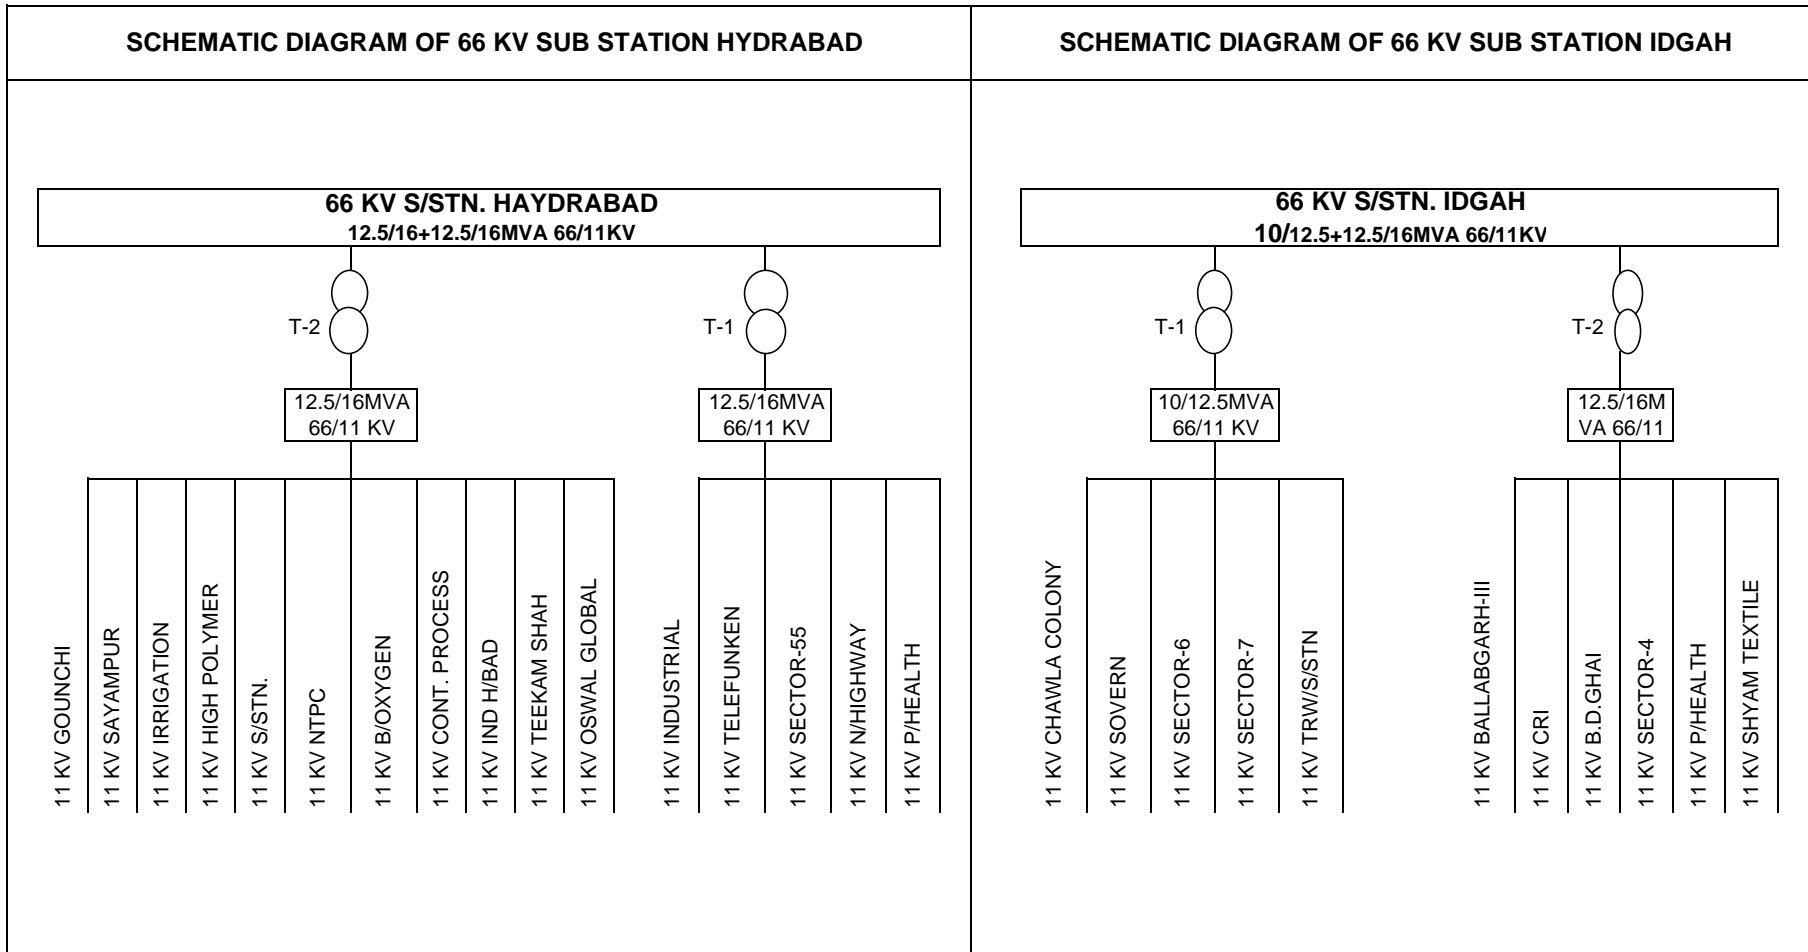 SCHEMATIC DIAGRAM OF 66 KV SUB STATION HYDRABAD
66 KV S/STN. HAYDRABAD
12.5/16+12.5/16MVA 66/11KV
T-2
T-1
12.5/16MVA
66/11 KV
12.5/16MVA
66/11 KV
11 KV GOUNCHI
11 KV SAYAMPUR
11 KV IRRIGATION
11 KV HIGH POLYMER
11 KV S/STN.
11 KV NTPC
11 KV B/OXYGEN
11 KV CONT. PROCESS
11 KV IND H/BAD
11 KV TEEKAM SHAH
11 KV OSWAL GLOBAL
11 KV INDUSTRIAL
11 KV TELEFUNKEN
11 KV SECTOR-55
11 KV N/HIGHWAY
11 KV P/HEALTH
SCHEMATIC DIAGRAM OF 66 KV SUB STATION IDGAH
66 KV S/STN. IDGAH
10/12.5+12.5/16MVA 66/11KV
T-1
T-2
10/12.5MVA
66/11 KV
12.5/16M
VA 66/11
11 KV CHAWLA COLONY
11 KV SOVERN
11 KV SECTOR-6
11 KV SECTOR-7
11 KV TRW/S/STN
11 KV BALLABGARH-III
11 KV CRI
11 KV B.D.GHAI
11 KV SECTOR-4
11 KV P/HEALTH
11 KV SHYAM TEXTILE